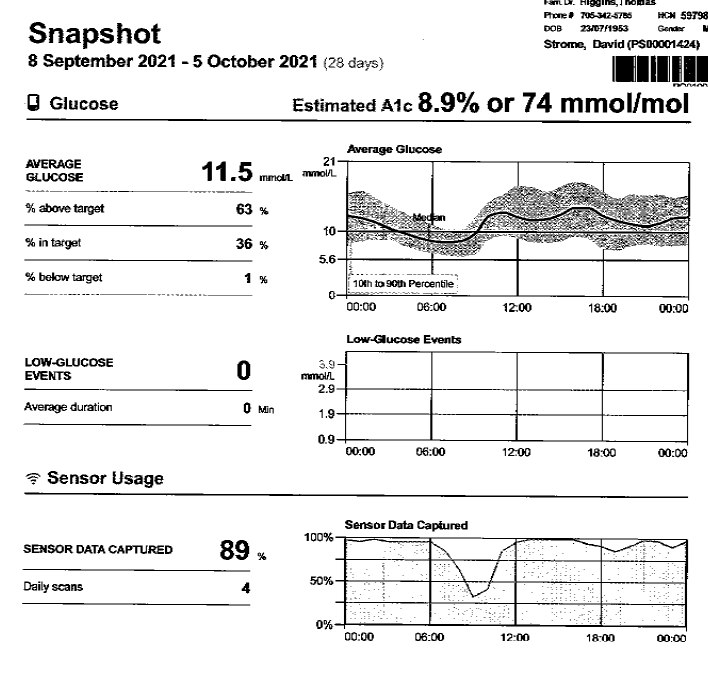 Fam. Dr. Higgins, Thomas
Phone # 705-342-5765 HCN 59798
DOB 23/07/1953 Gender M
Strome, David (PS00001424)
Snapshot
8 September 2021 - 5 October 2021 (28 days)
Glucose
Estimated A1c 8.9% or 74 mmol/mol
AVERAGE GLUCOSE 11.5 mmol/L
% above target 63 %
% in target 36 %
% below target 1 %
Average Glucose
21
mmol/L
Median
10
5.6
10th to 90th Percentile
0
00:00 06:00 12:00 18:00 00:00
LOW-GLUCOSE EVENTS 0
Average duration 0 Min
Low-Glucose Events
3.9
mmol/L
2.9
1.9
0.9
00:00 06:00 12:00 18:00 00:00
Sensor Usage
SENSOR DATA CAPTURED 89 %
Daily scans 4
Sensor Data Captured
100%
50%
0%
00:00 06:00 12:00 18:00 00:00